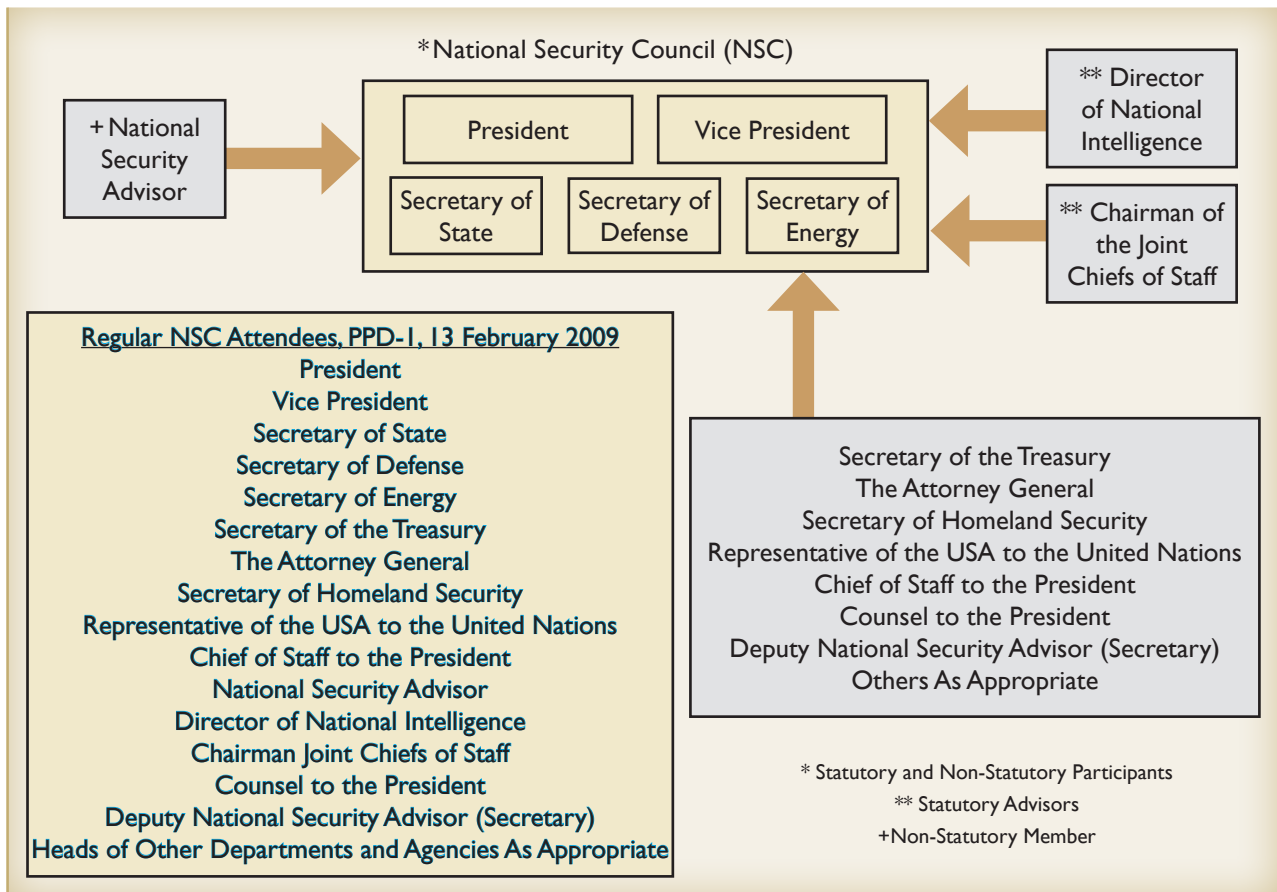 * National Security Council (NSC)
+ National
Security
Advisor
President
Vice President
Secretary of
State
Secretary of
Defense
Secretary of
Energy
** Director
of National
Intelligence
** Chairman of
the Joint
Chiefs of Staff
Regular NSC Attendees, PPD-1, 13 February 2009
President
Vice President
Secretary of State
Secretary of Defense
Secretary of Energy
Secretary of the Treasury
The Attorney General
Secretary of Homeland Security
Representative of the USA to the United Nations
Chief of Staff to the President
National Security Advisor
Director of National Intelligence
Chairman Joint Chiefs of Staff
Counsel to the President
Deputy National Security Advisor (Secretary)
Heads of Other Departments and Agencies As Appropriate
Secretary of the Treasury
The Attorney General
Secretary of Homeland Security
Representative of the USA to the United Nations
Chief of Staff to the President
Counsel to the President
Deputy National Security Advisor (Secretary)
Others As Appropriate
* Statutory and Non-Statutory Participants
** Statutory Advisors
+Non-Statutory Member